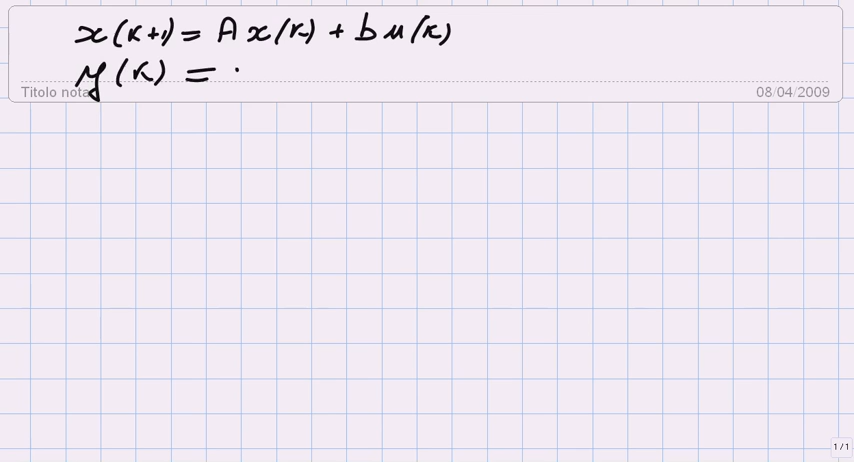 x(k+1) = A x(k) + b u(k)
y(k) = ·
Titolo nota
08/04/2009
1/1